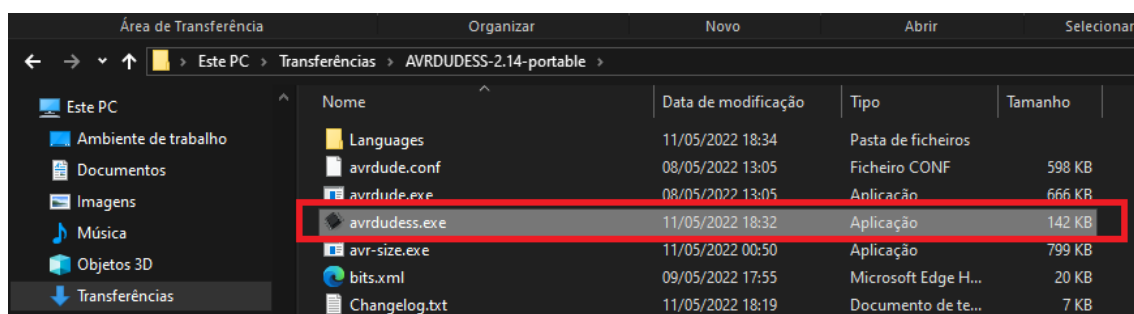 Área de Transferência Organizar Novo Abrir Selecionar
Este PC > Transferências > AVRDUDESS-2.14-portable >
Este PC
Ambiente de trabalho
Documentos
Imagens
Música
Objetos 3D
Transferências
Nome Data de modificação Tipo Tamanho
Languages 11/05/2022 18:34 Pasta de ficheiros
avrdude.conf 08/05/2022 13:05 Ficheiro CONF 598 KB
avrdude.exe 08/05/2022 13:05 Aplicação 666 KB
avrdudess.exe 11/05/2022 18:32 Aplicação 142 KB
avr-size.exe 11/05/2022 00:50 Aplicação 799 KB
bits.xml 09/05/2022 17:55 Microsoft Edge H... 20 KB
Changelog.txt 11/05/2022 18:19 Documento de te... 7 KB